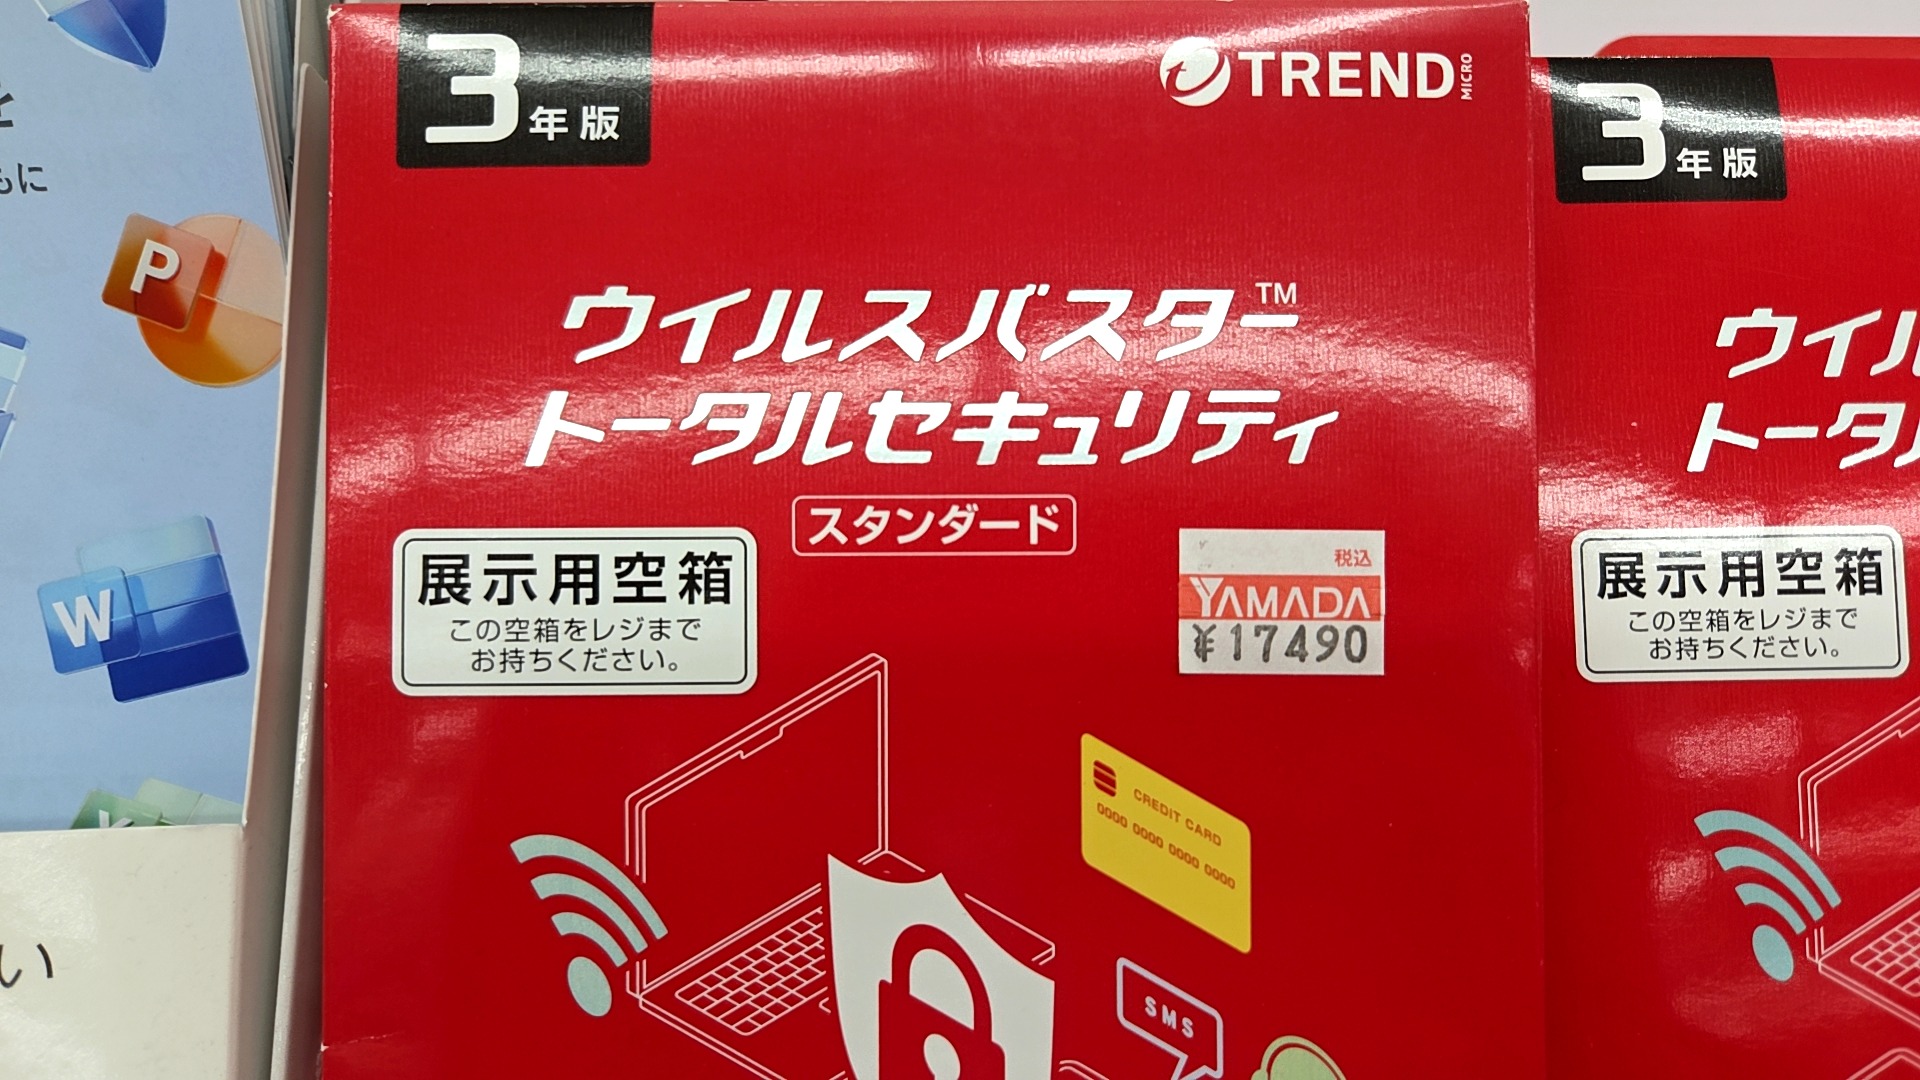 もに
P
W
い
3年版
TREND
MICRO
ウイルスバスター™
トータルセキュリティ
スタンダード
展示用空箱
この空箱をレジまで
お持ちください。
税込
YAMADA
¥17490
CREDIT CARD
0000 0000 0000 0000
SMS
3年版
ウイル
トータル
展示用空箱
この空箱をレジまで
お持ちください。